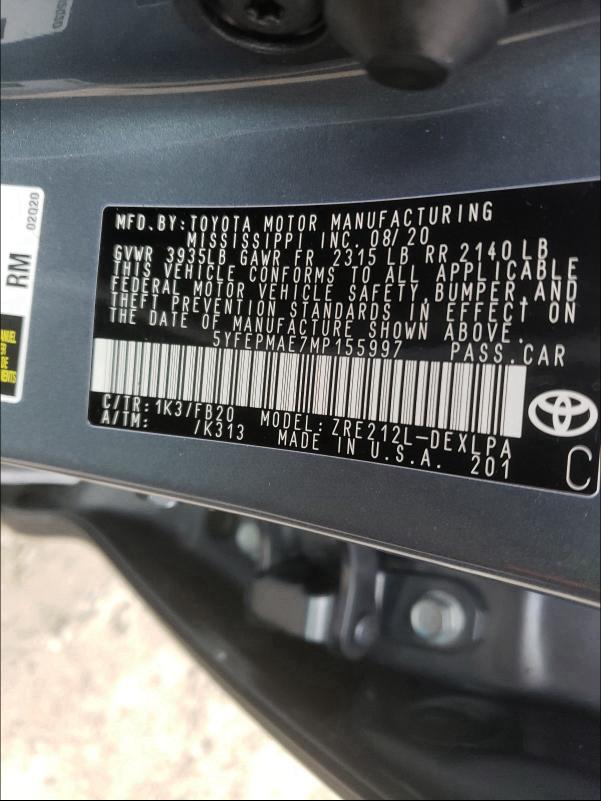 MFD.BY: TOYOTA MOTOR MANUFACTURING
MISSISSIPPI INC. 08/20
GVWR 3935LB GAWR FR 2315 LB RR 2140 LB
THIS VEHICLE CONFORMS TO ALL APPLICABLE
FEDERAL MOTOR VEHICLE SAFETY, BUMPER, AND
THEFT PREVENTION STANDARDS IN EFFECT ON
THE DATE OF MANUFACTURE SHOWN ABOVE.
5YFEPMAE7MP155997 PASS.CAR
C/TR: 1K3/FB20 MODEL: ZRE212L-DEXLPA
A/TM: /K313 MADE IN U.S.A. 201
C
RM
02020